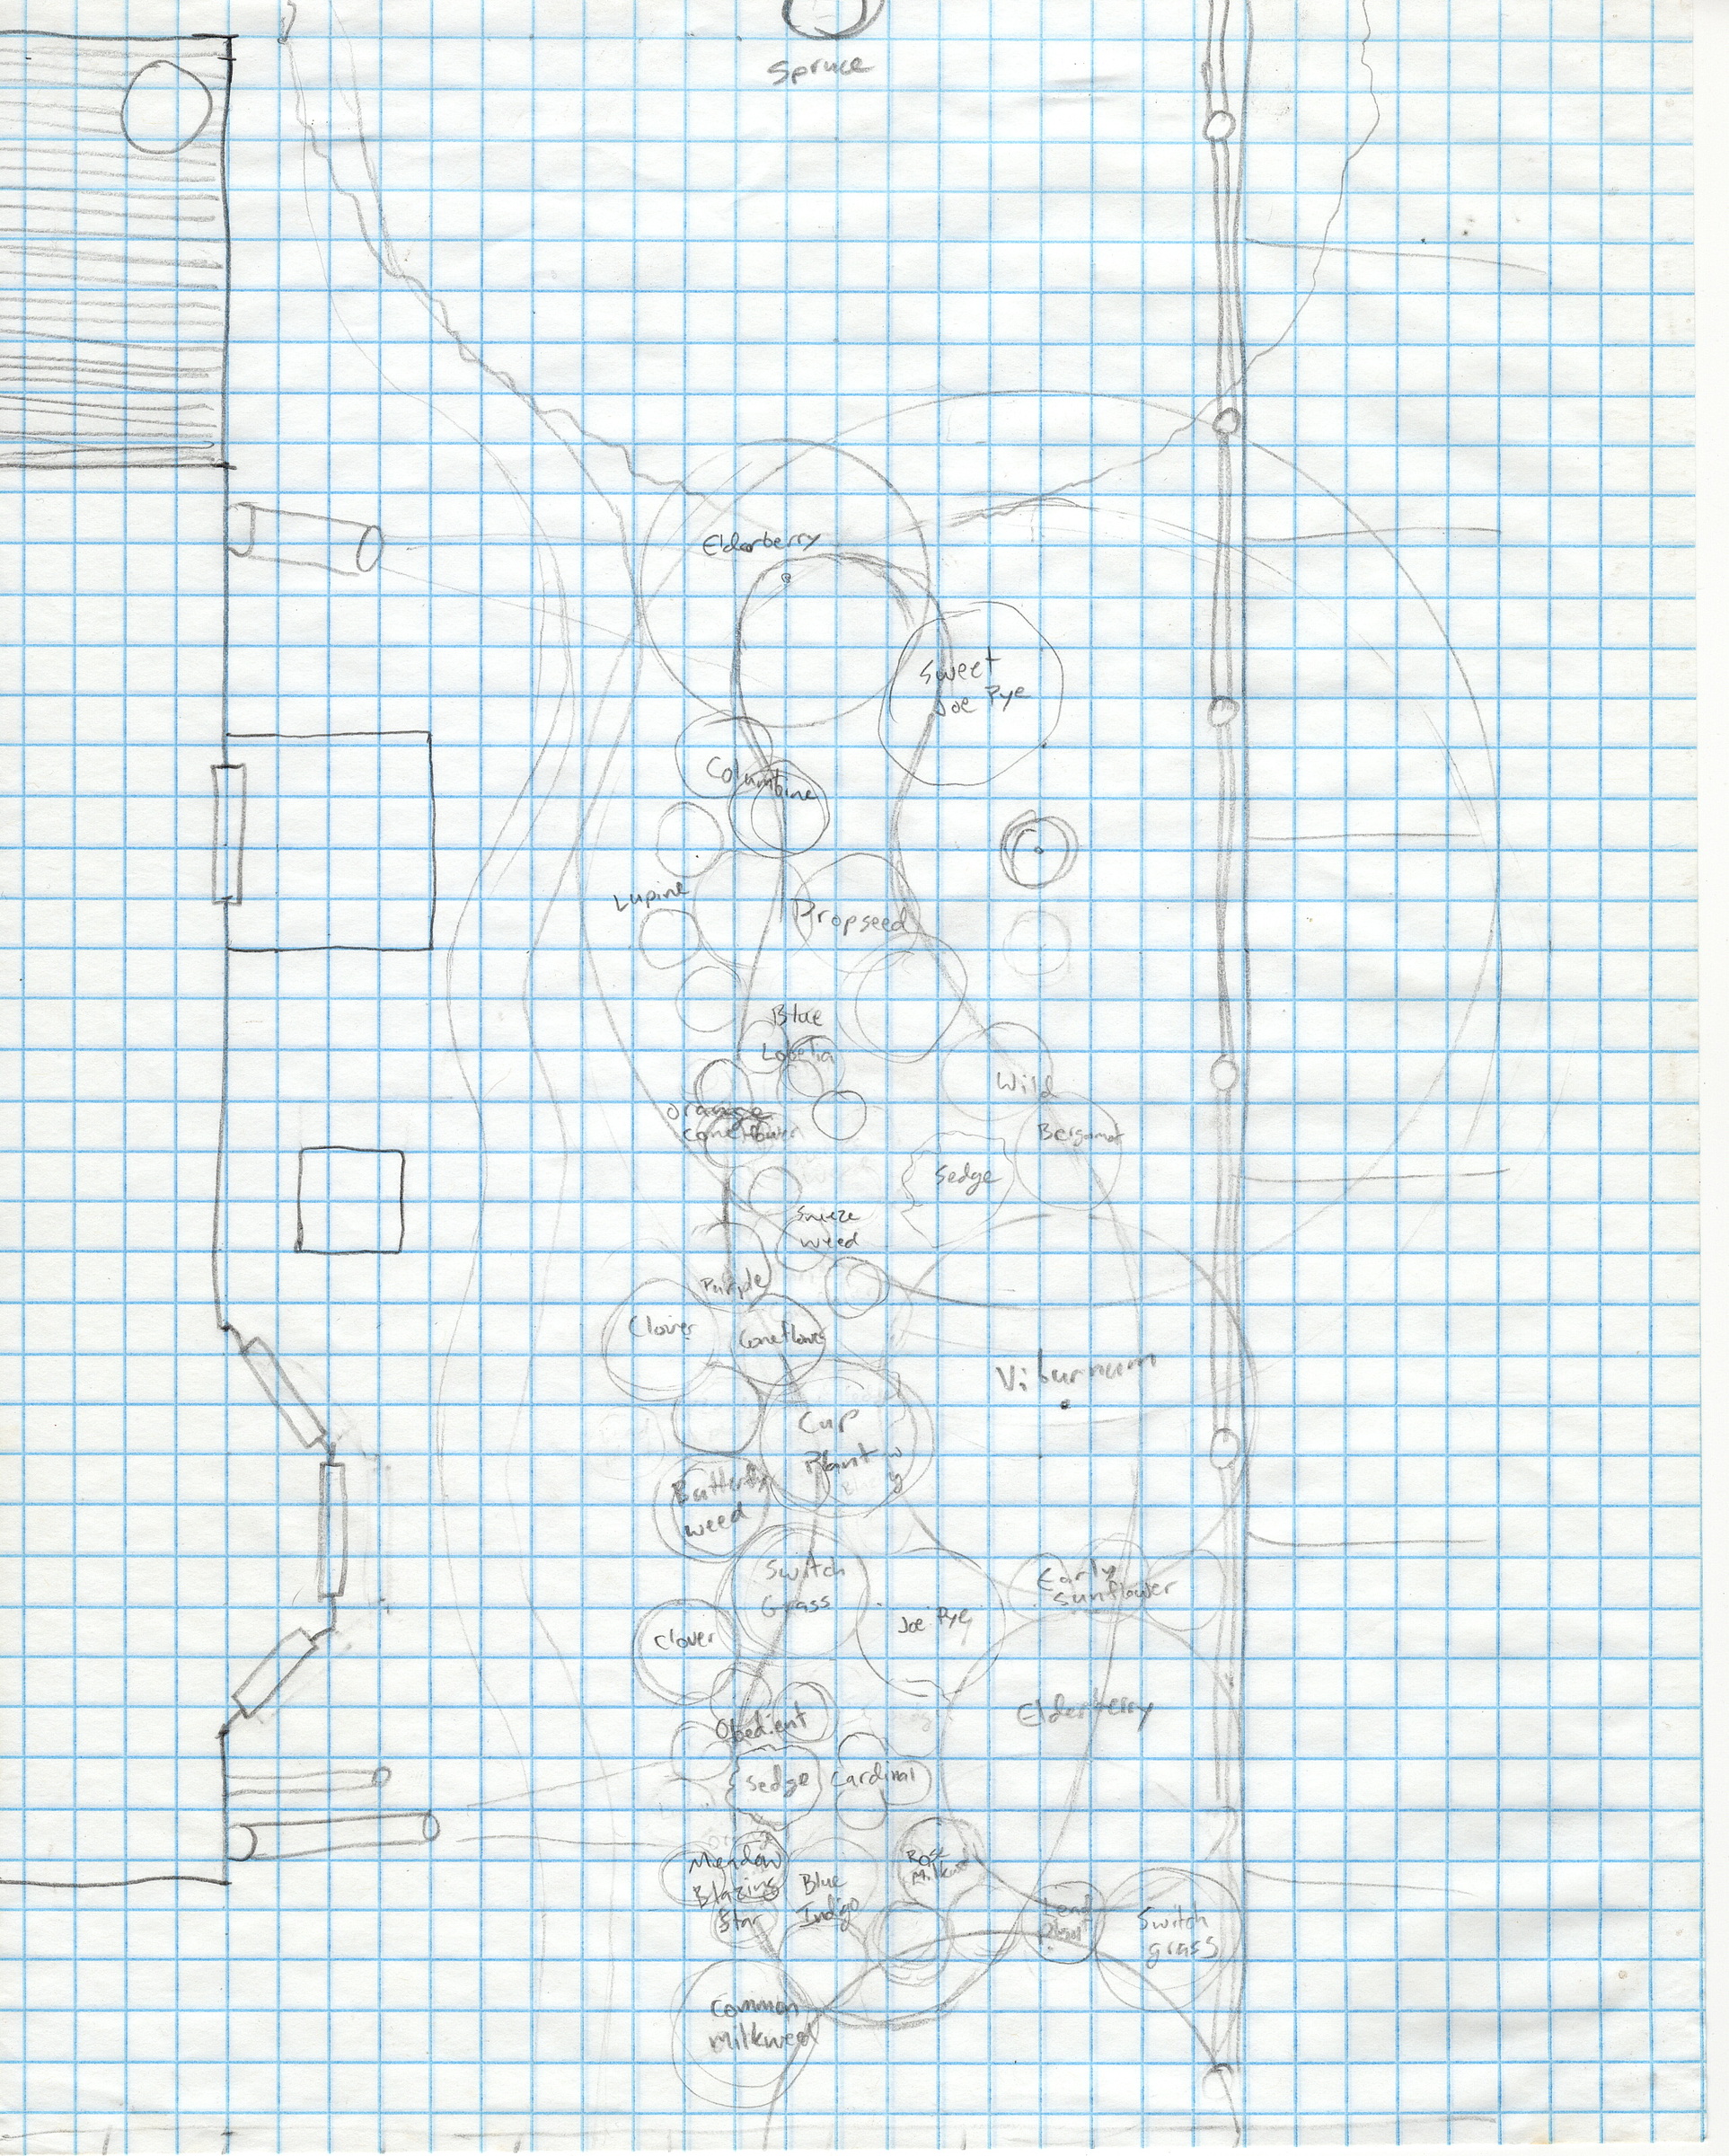 Spruce
Elderberry
Sweet
Joe Pye
Columbine
Lupine
Dropseed
Blue
Lobelia
Wild
Bergamot
orange
coneflower
Sedge
Sneeze
weed
Purple
Coneflower
Clover
Viburnum
Cup
Plant
Butterfly
weed
Switch
Grass
Early
Sunflower
Joe Pye
Clover
Elderberry
Obedient
Sedge
Cardinal
Meadow
Blazing
Star
Blue
Indigo
Rose
Milkweed
Lead
Plant
Switch
grass
Common
milkweed